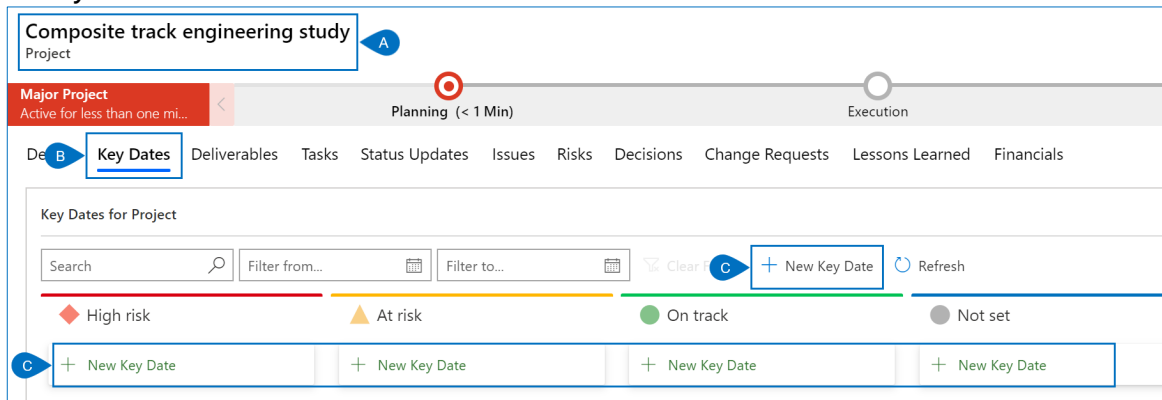 Composite track engineering study
Project
A
Major Project
Active for less than one mi...
Planning (< 1 Min)
Execution
B Key Dates Deliverables Tasks Status Updates Issues Risks Decisions Change Requests Lessons Learned Financials
Key Dates for Project
Search Filter from... Filter to... Clear C + New Key Date Refresh
High risk At risk On track Not set
C + New Key Date + New Key Date + New Key Date + New Key Date